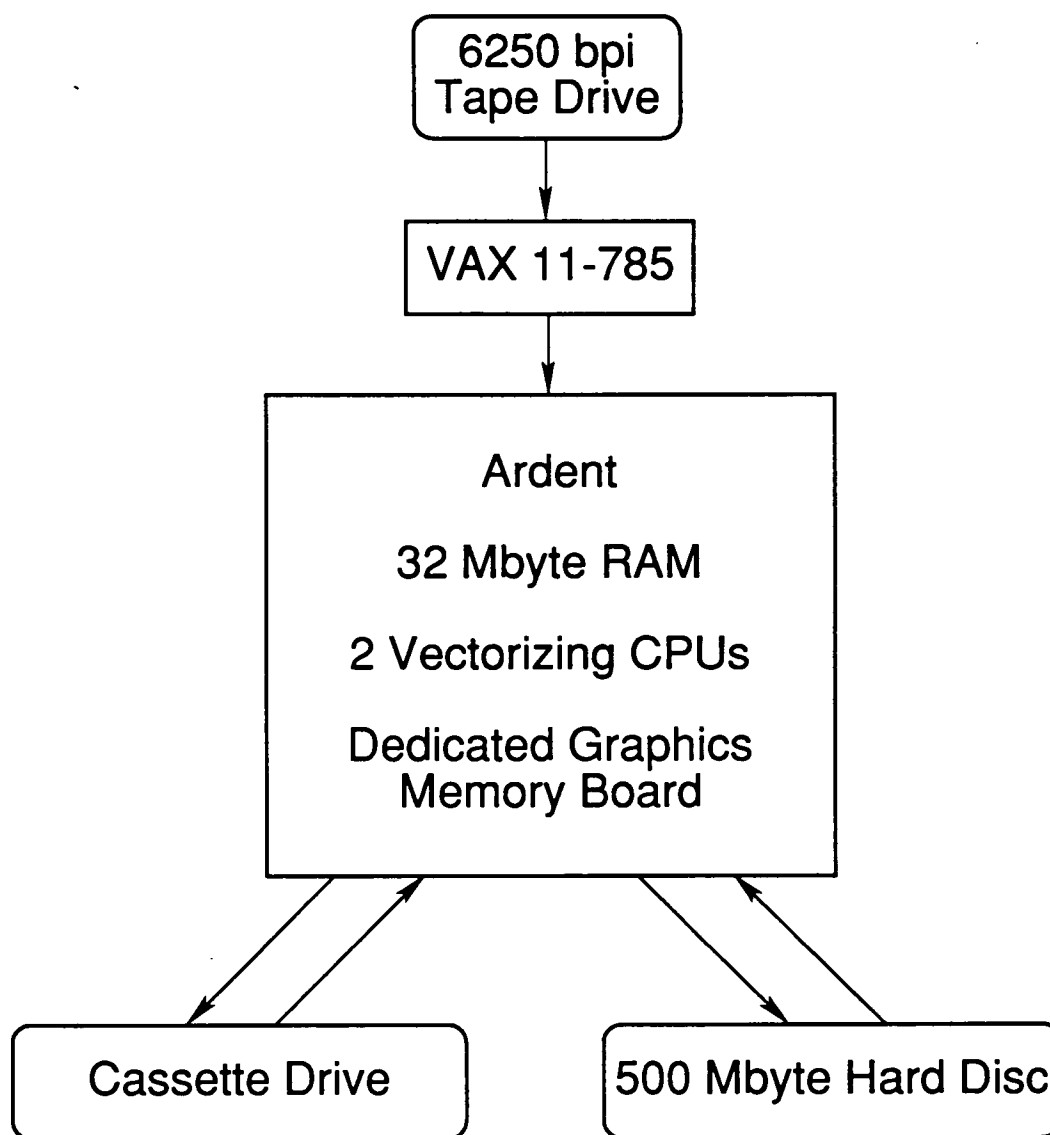 6250 bpi
Tape Drive
VAX 11-785
Ardent
32 Mbyte RAM
2 Vectorizing CPUs
Dedicated Graphics
Memory Board
Cassette Drive
500 Mbyte Hard Disc